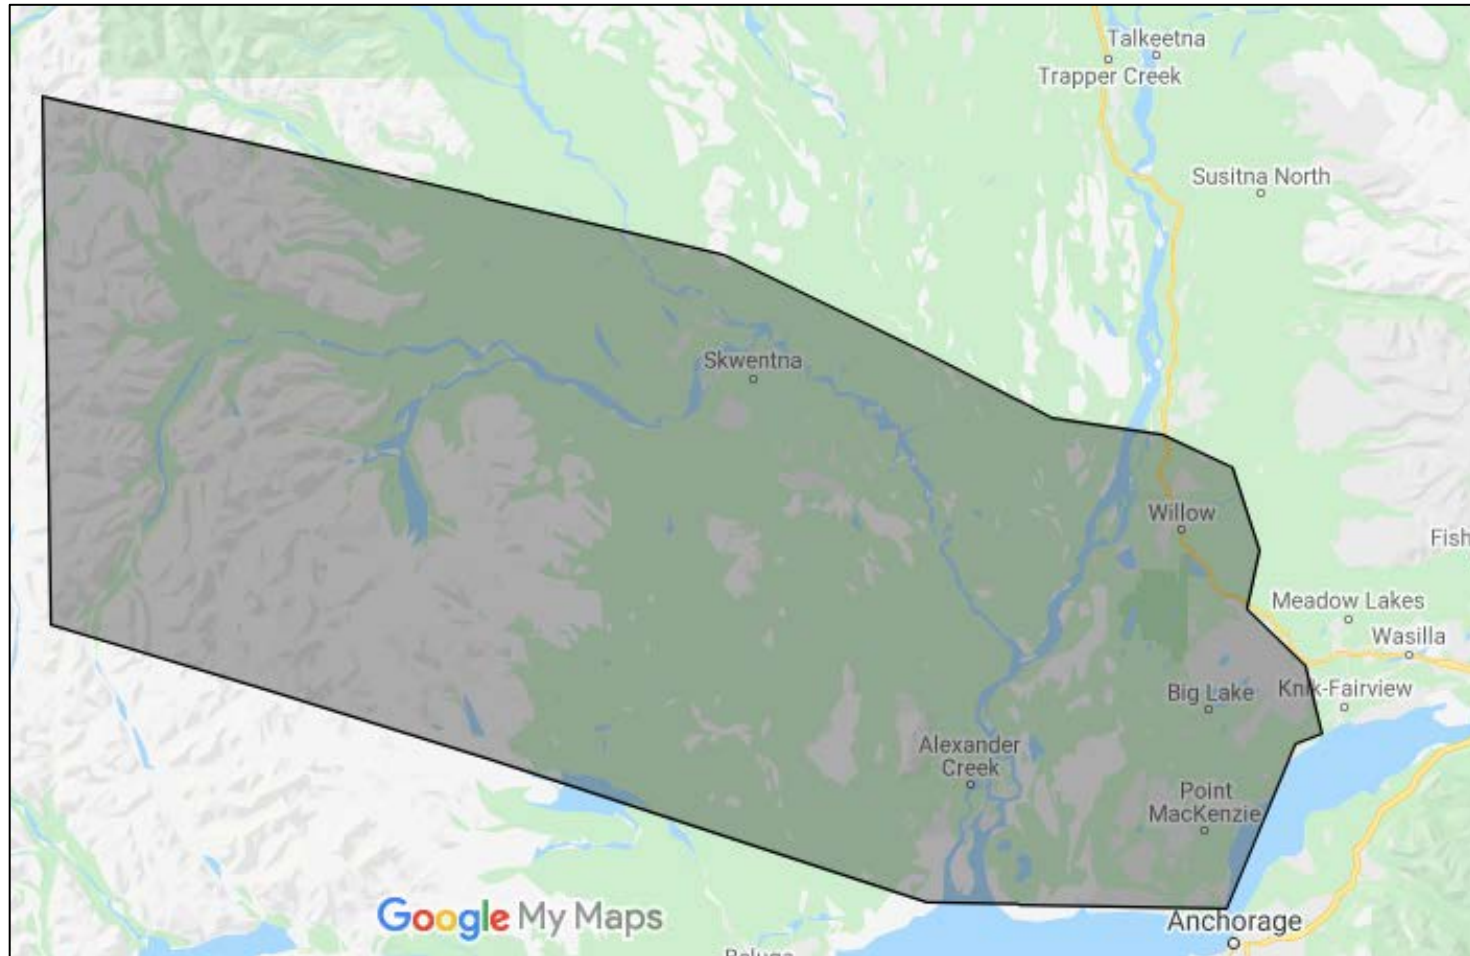 Talkeetna
Trapper Creek
Susitna North
Skwentna
Willow
Fish
Meadow Lakes
Wasilla
Big Lake
Knik-Fairview
Alexander
Creek
Point
MacKenzie
Google My Maps
Anchorage
Beluga